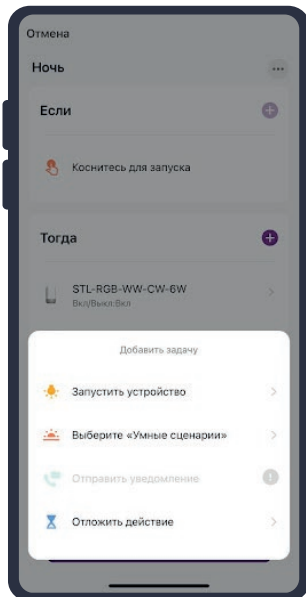 Отмена
Ночь
Если
Коснитесь для запуска
Тогда
STL-RGB-WW-CW-6W
Вкл/Выкл:Вкл
Добавить задачу
Запустить устройство
Выберите «Умные сценарии»
Отправить уведомление
Отложить действие